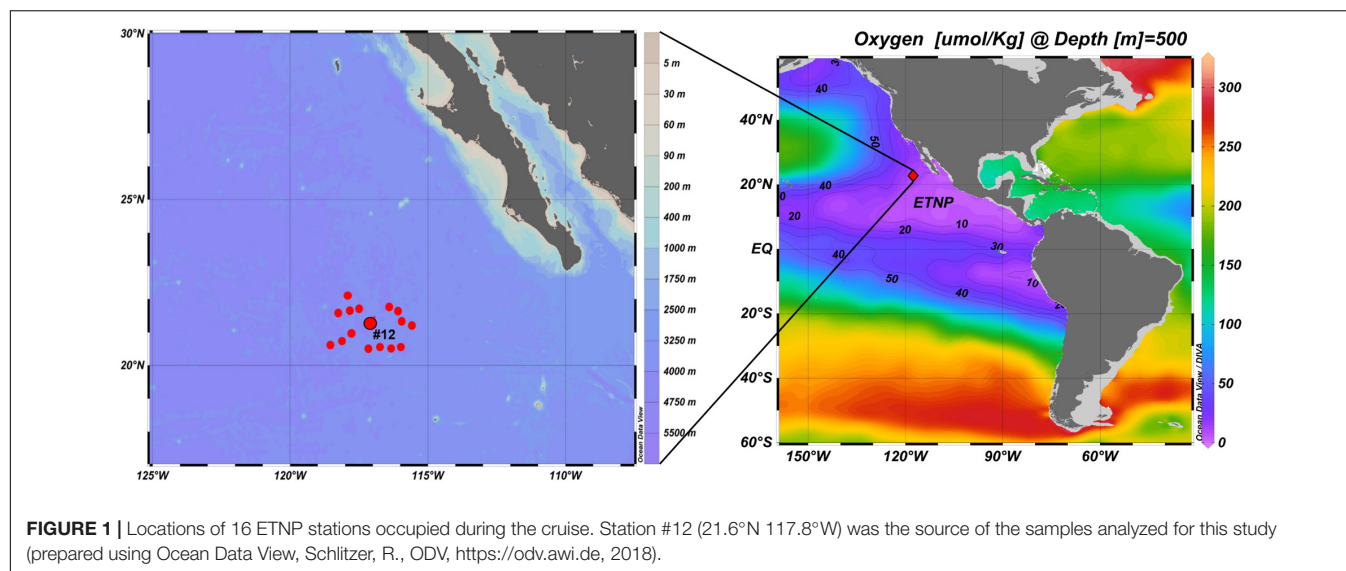 Oxygen [umol/Kg] @ Depth [m]=500
30°N
25°N
20°N
125°W
120°W
115°W
110°W
#12
5 m
30 m
60 m
90 m
200 m
400 m
1000 m
1750 m
2500 m
3250 m
4000 m
4750 m
5500 m
Ocean Data View
40°N
20°N
EQ
20°S
40°S
60°S
150°W
120°W
90°W
60°W
ETNP
40
50
40
20
20
10
30
40
50
40
10
300
250
200
150
100
50
0
Ocean Data View / DIVA
FIGURE 1 | Locations of 16 ETNP stations occupied during the cruise. Station #12 (21.6°N 117.8°W) was the source of the samples analyzed for this study
(prepared using Ocean Data View, Schlitzer, R., ODV, https://odv.awi.de, 2018).